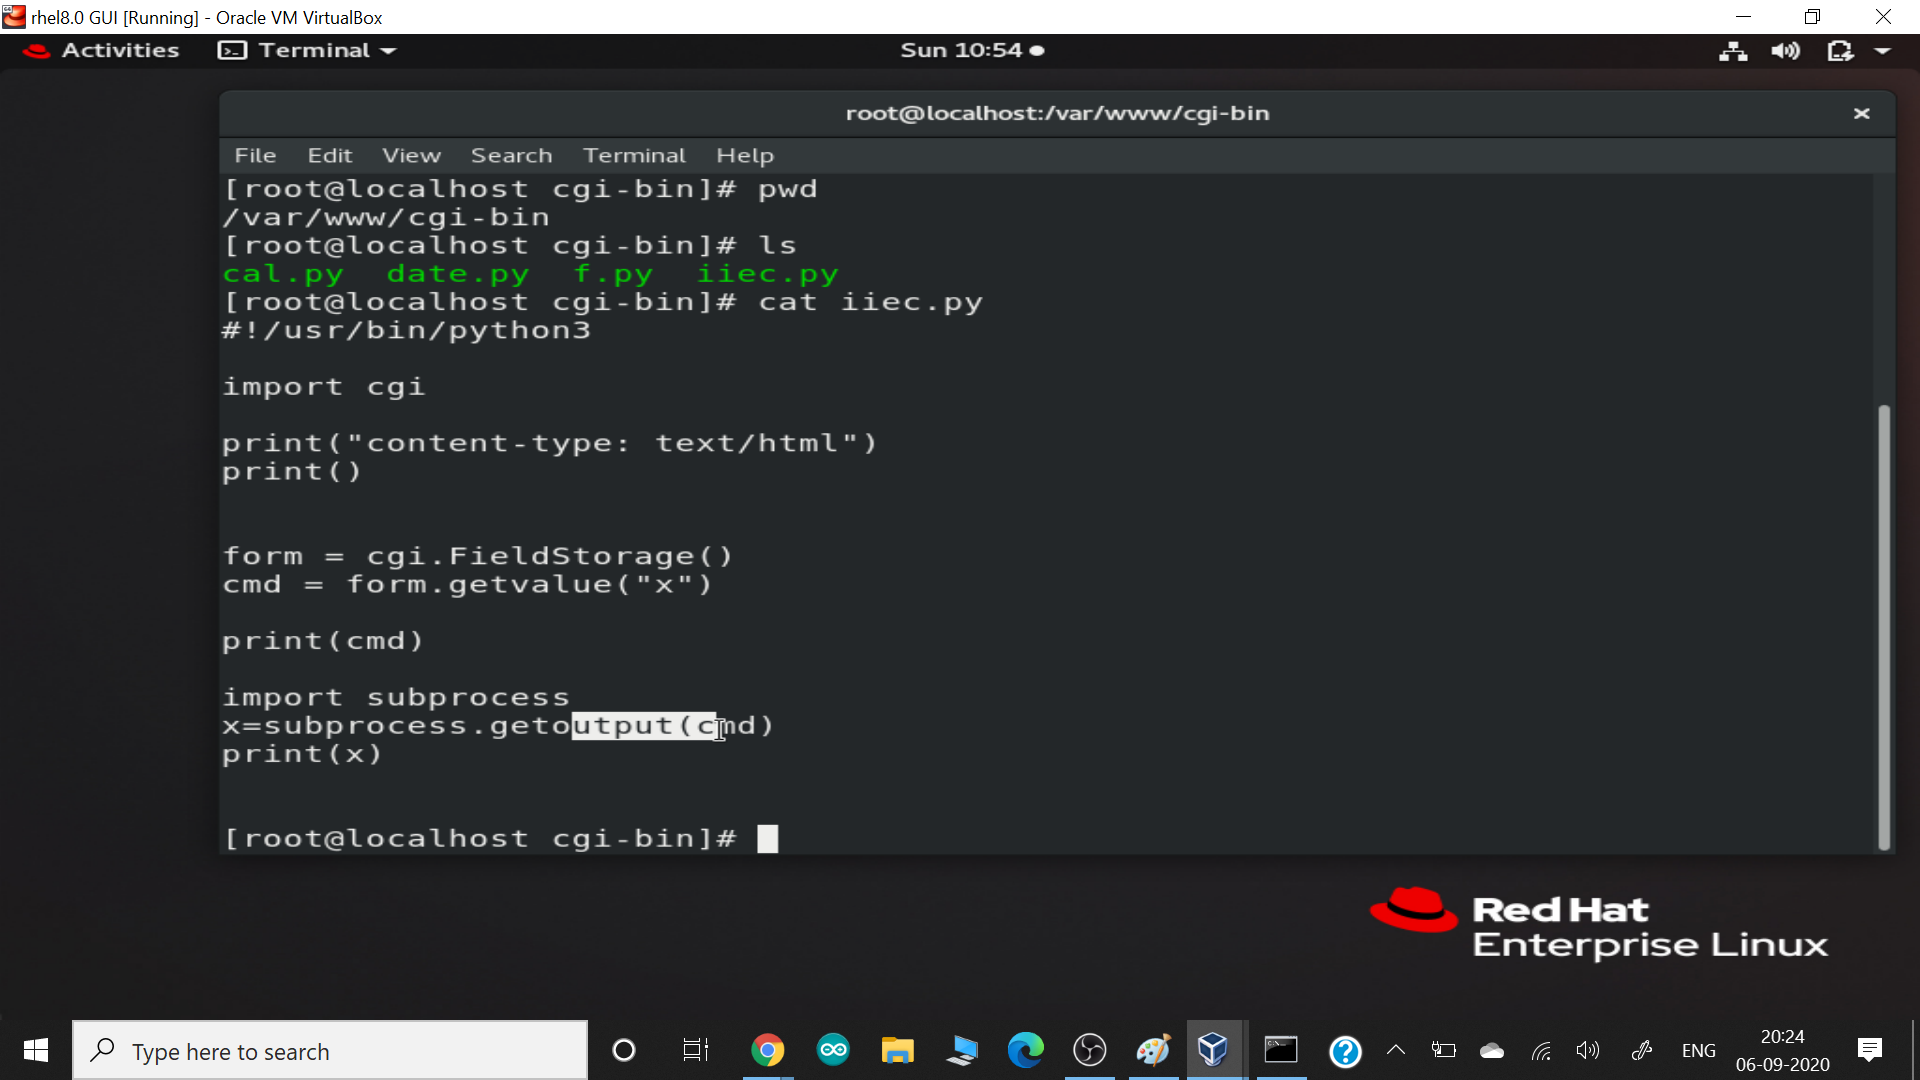 rhel8.0 GUI [Running] - Oracle VM VirtualBox
Activities Terminal Sun 10:54
root@localhost:/var/www/cgi-bin
File Edit View Search Terminal Help
[root@localhost cgi-bin]# pwd
/var/www/cgi-bin
[root@localhost cgi-bin]# ls
cal.py date.py f.py iiec.py
[root@localhost cgi-bin]# cat iiec.py
#!/usr/bin/python3
import cgi
print("content-type: text/html")
print()
form = cgi.FieldStorage()
cmd = form.getvalue("x")
print(cmd)
import subprocess
x=subprocess.getoutput(cmd)
print(x)
[root@localhost cgi-bin]#
Red Hat
Enterprise Linux
Type here to search
ENG
20:24
06-09-2020